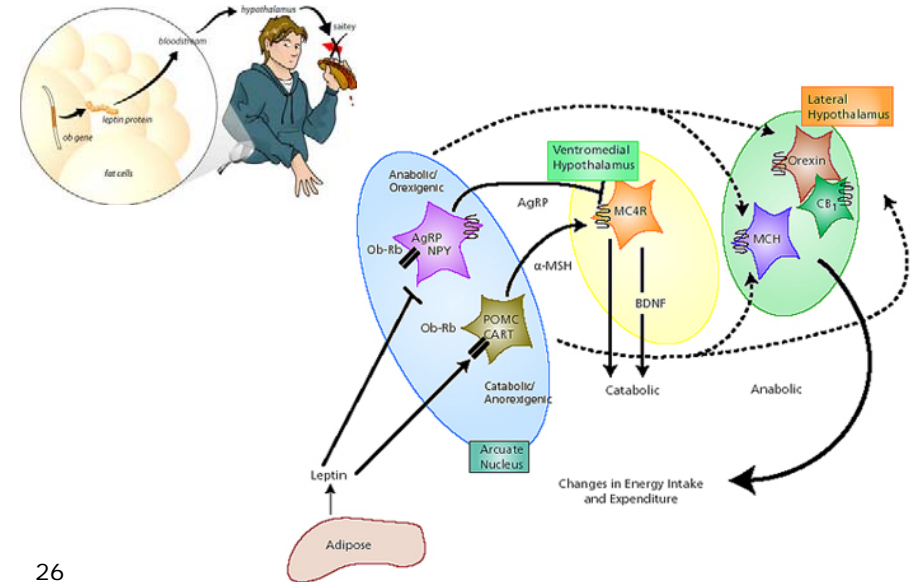 hypothalamus
saitey
bloodstream
leptin protein
ob gene
fat cells
Lateral
Hypothalamus
Ventromedial
Hypothalamus
Orexin
Anabolic/
Orexigenic
AgRP
MC4R
CB1
AgRP
NPY
Ob-Rb
MCH
α-MSH
BDNF
Ob-Rb
POMC
CART
Catabolic/
Anorexigenic
Catabolic
Anabolic
Arcuate
Nucleus
Leptin
Changes in Energy Intake
and Expenditure
Adipose
26